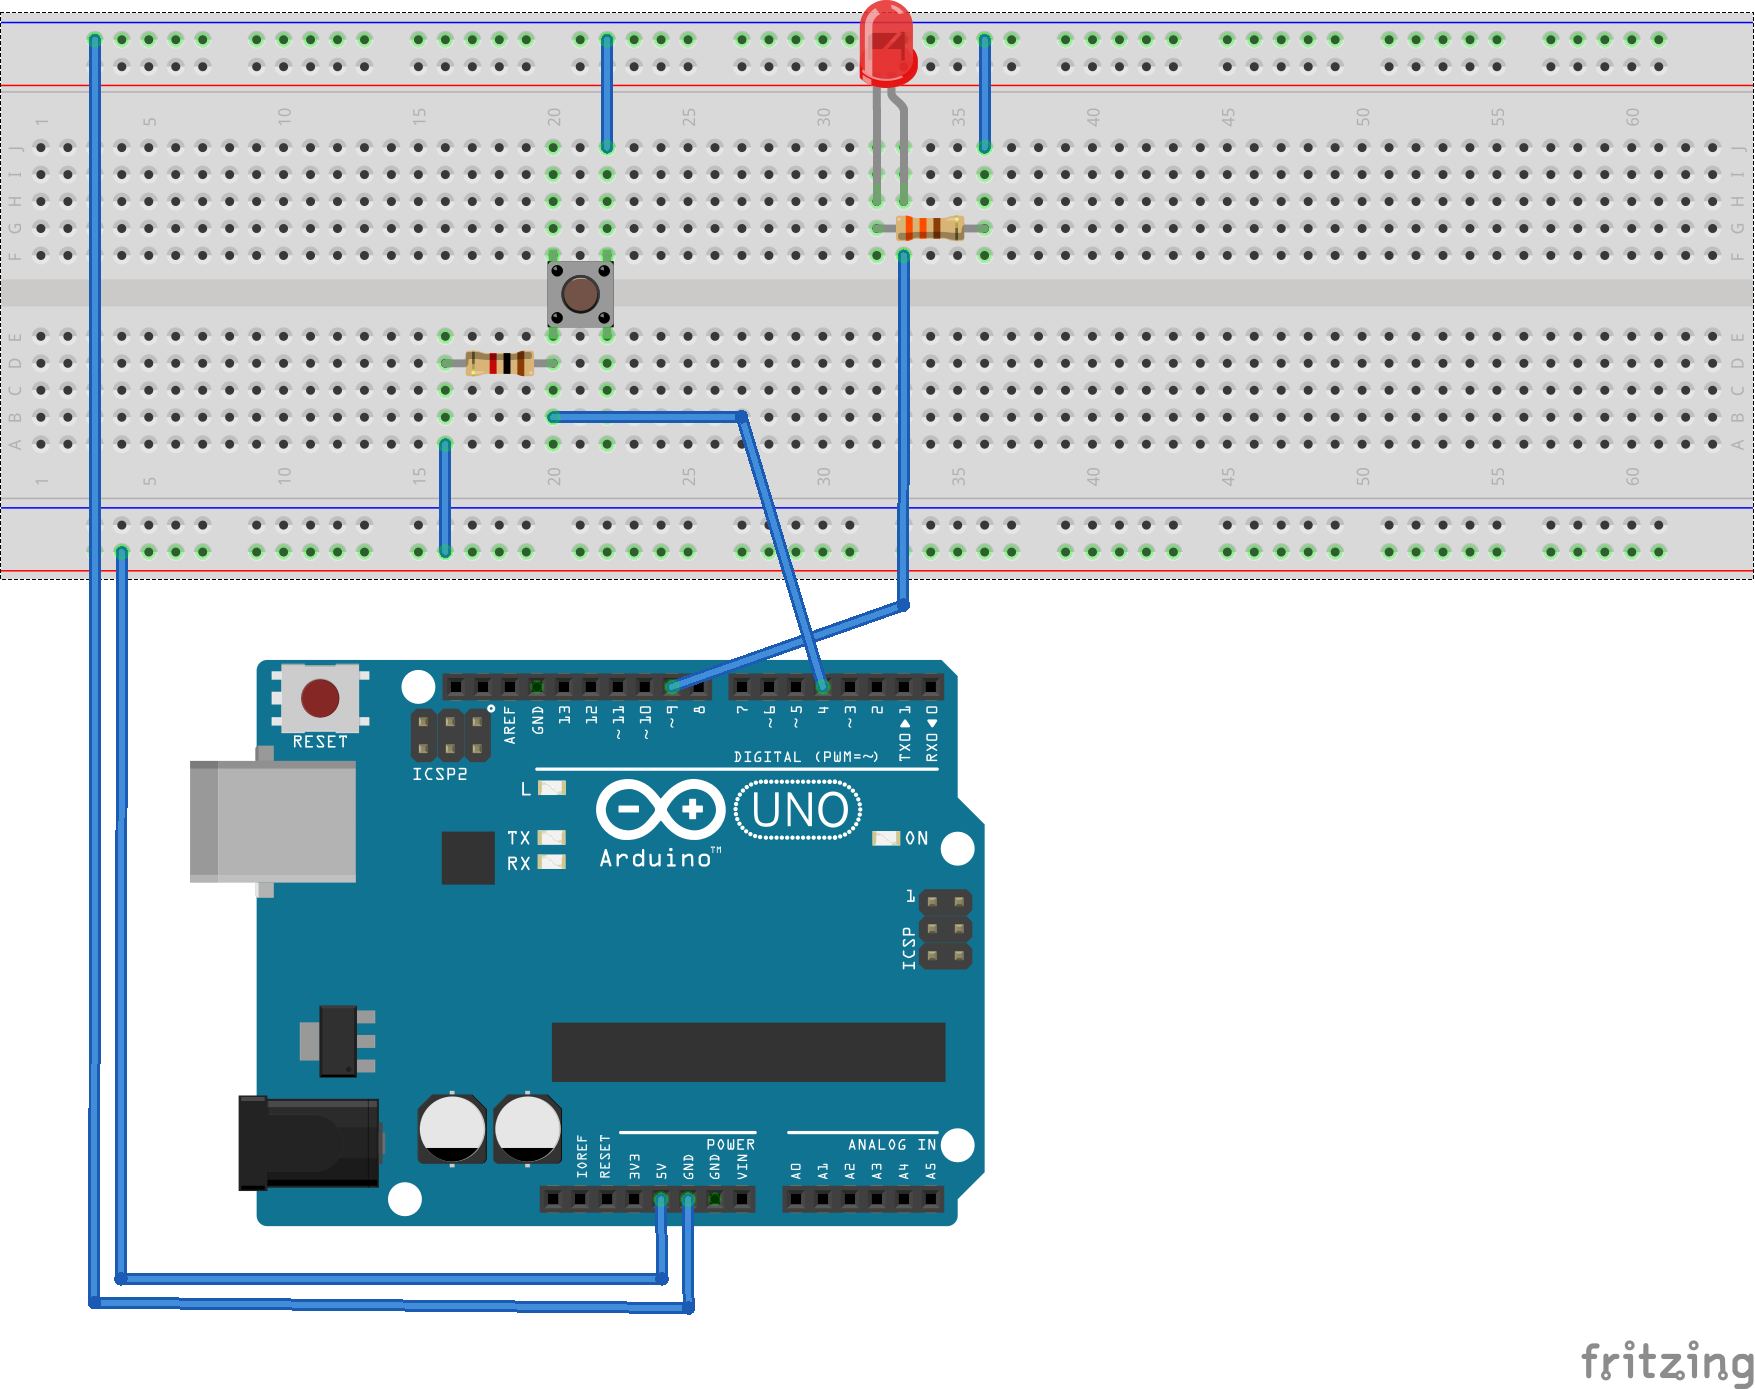 1 5 10 15 20 25 30 35 40 45 50 55 60
J J
I I
H H
G G
F F
E E
D D
C C
B B
A A
1 5 10 15 20 25 30 35 40 45 50 55 60
RESET
ICSP2
AREF GND 13 12 ~11 ~10 ~9 8 7 ~6 ~5 4 ~3 2 TX0▶1 RX0◀0
DIGITAL (PWM=~)
L
TX
RX
UNO
Arduino™
ON
1
ICSP
POWER
ANALOG IN
IOREF RESET 3V3 5V GND GND VIN A0 A1 A2 A3 A4 A5
fritzing